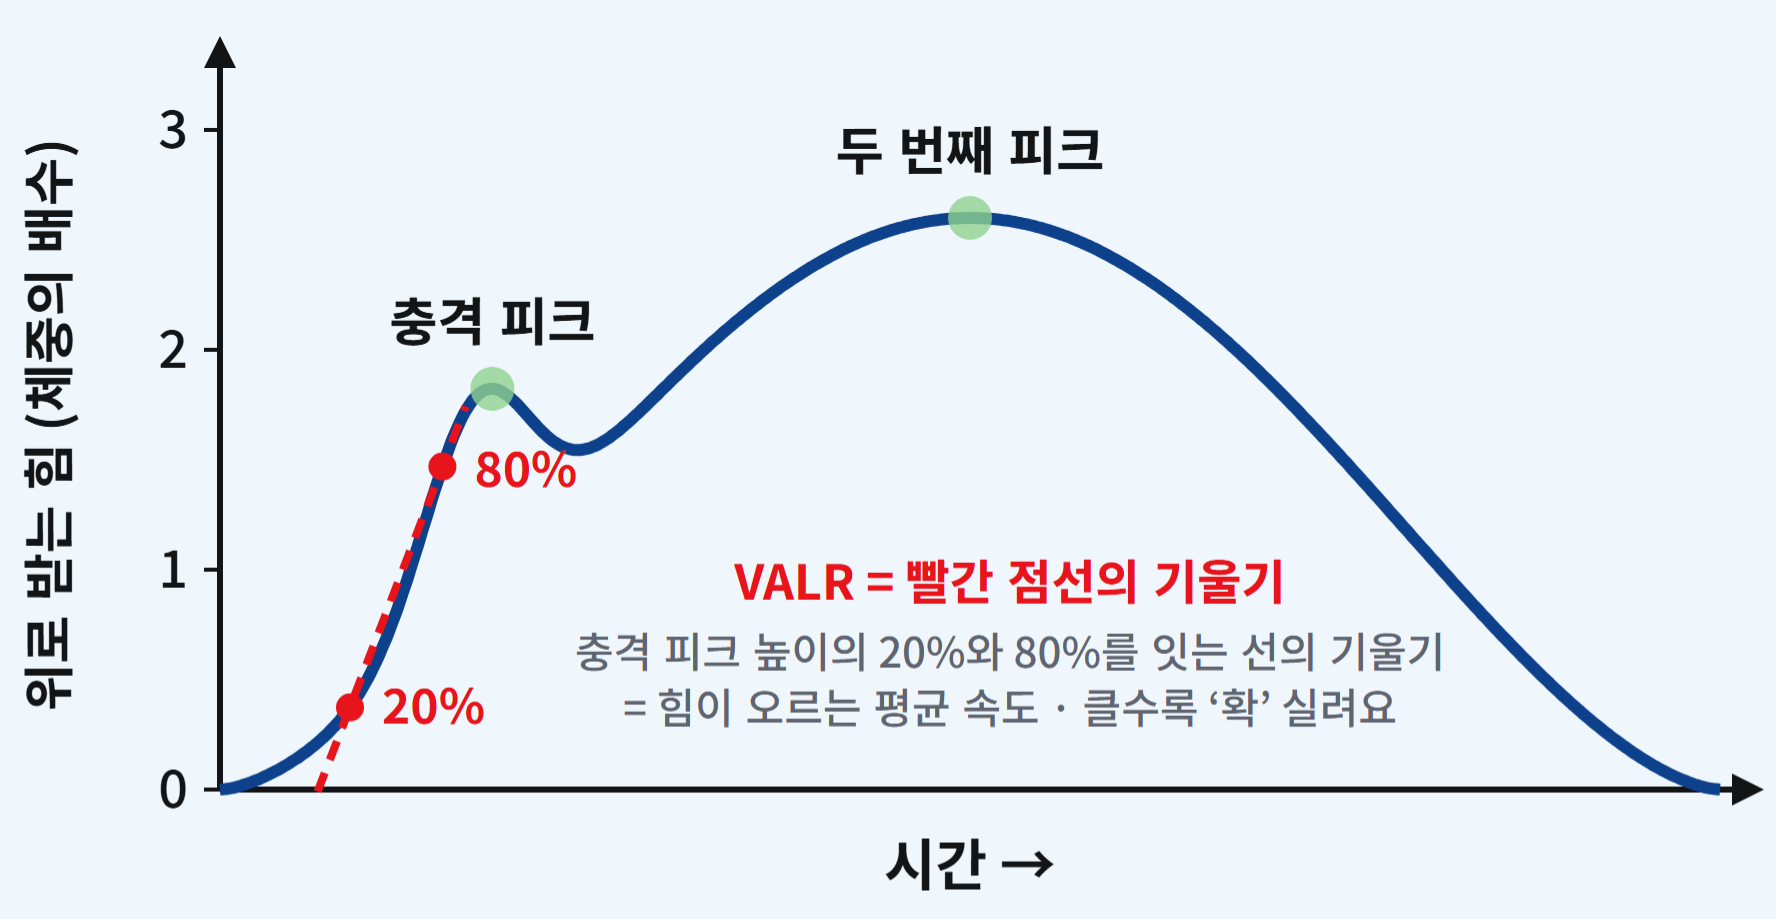 위로 받는 힘 (체중의 배수)
3
2
1
0
두 번째 피크
충격 피크
80%
20%
VALR = 빨간 점선의 기울기
충격 피크 높이의 20%와 80%를 잇는 선의 기울기
= 힘이 오르는 평균 속도 · 클수록 ‘확’ 실려요
시간 →